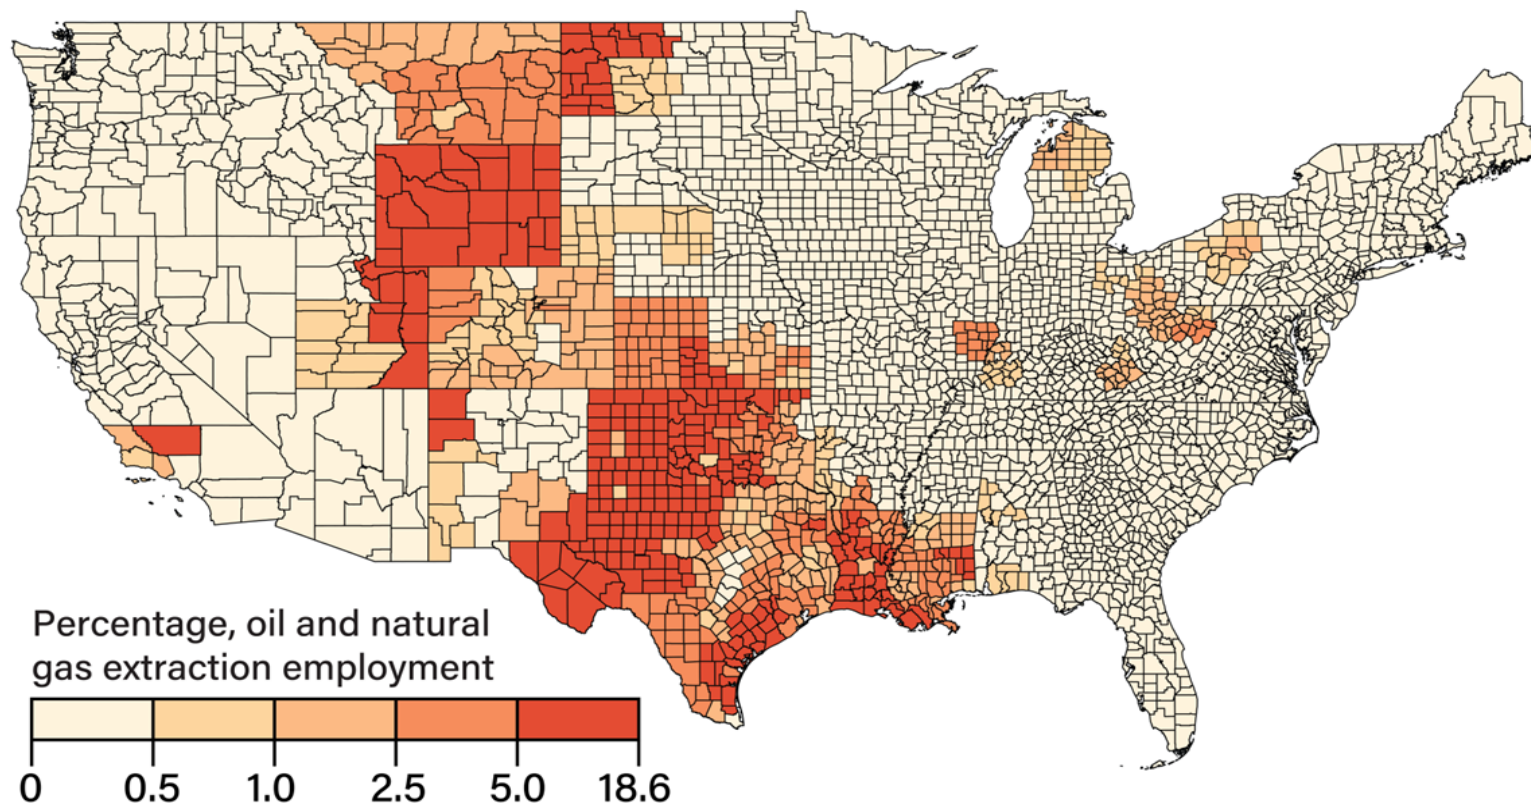 Percentage, oil and natural
gas extraction employment
0 0.5 1.0 2.5 5.0 18.6